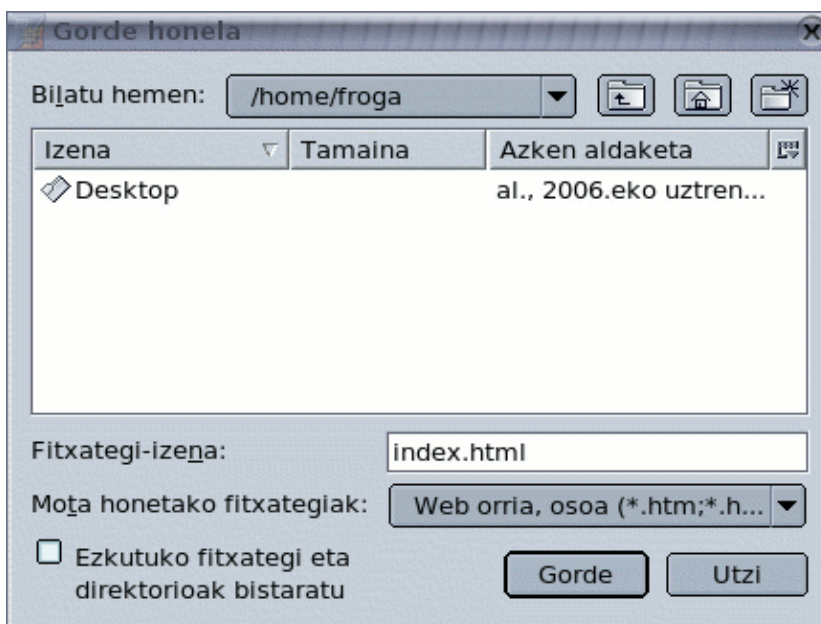 Gorde honela
Bilatu hemen: /home/froga
Izena Tamaina Azken aldaketa
Desktop al., 2006.eko uztren...
Fitxategi-izena: index.html
Mota honetako fitxategiak: Web orria, osoa (*.htm;*.h...
Ezkutuko fitxategi eta
direktorioak bistaratu
Gorde Utzi